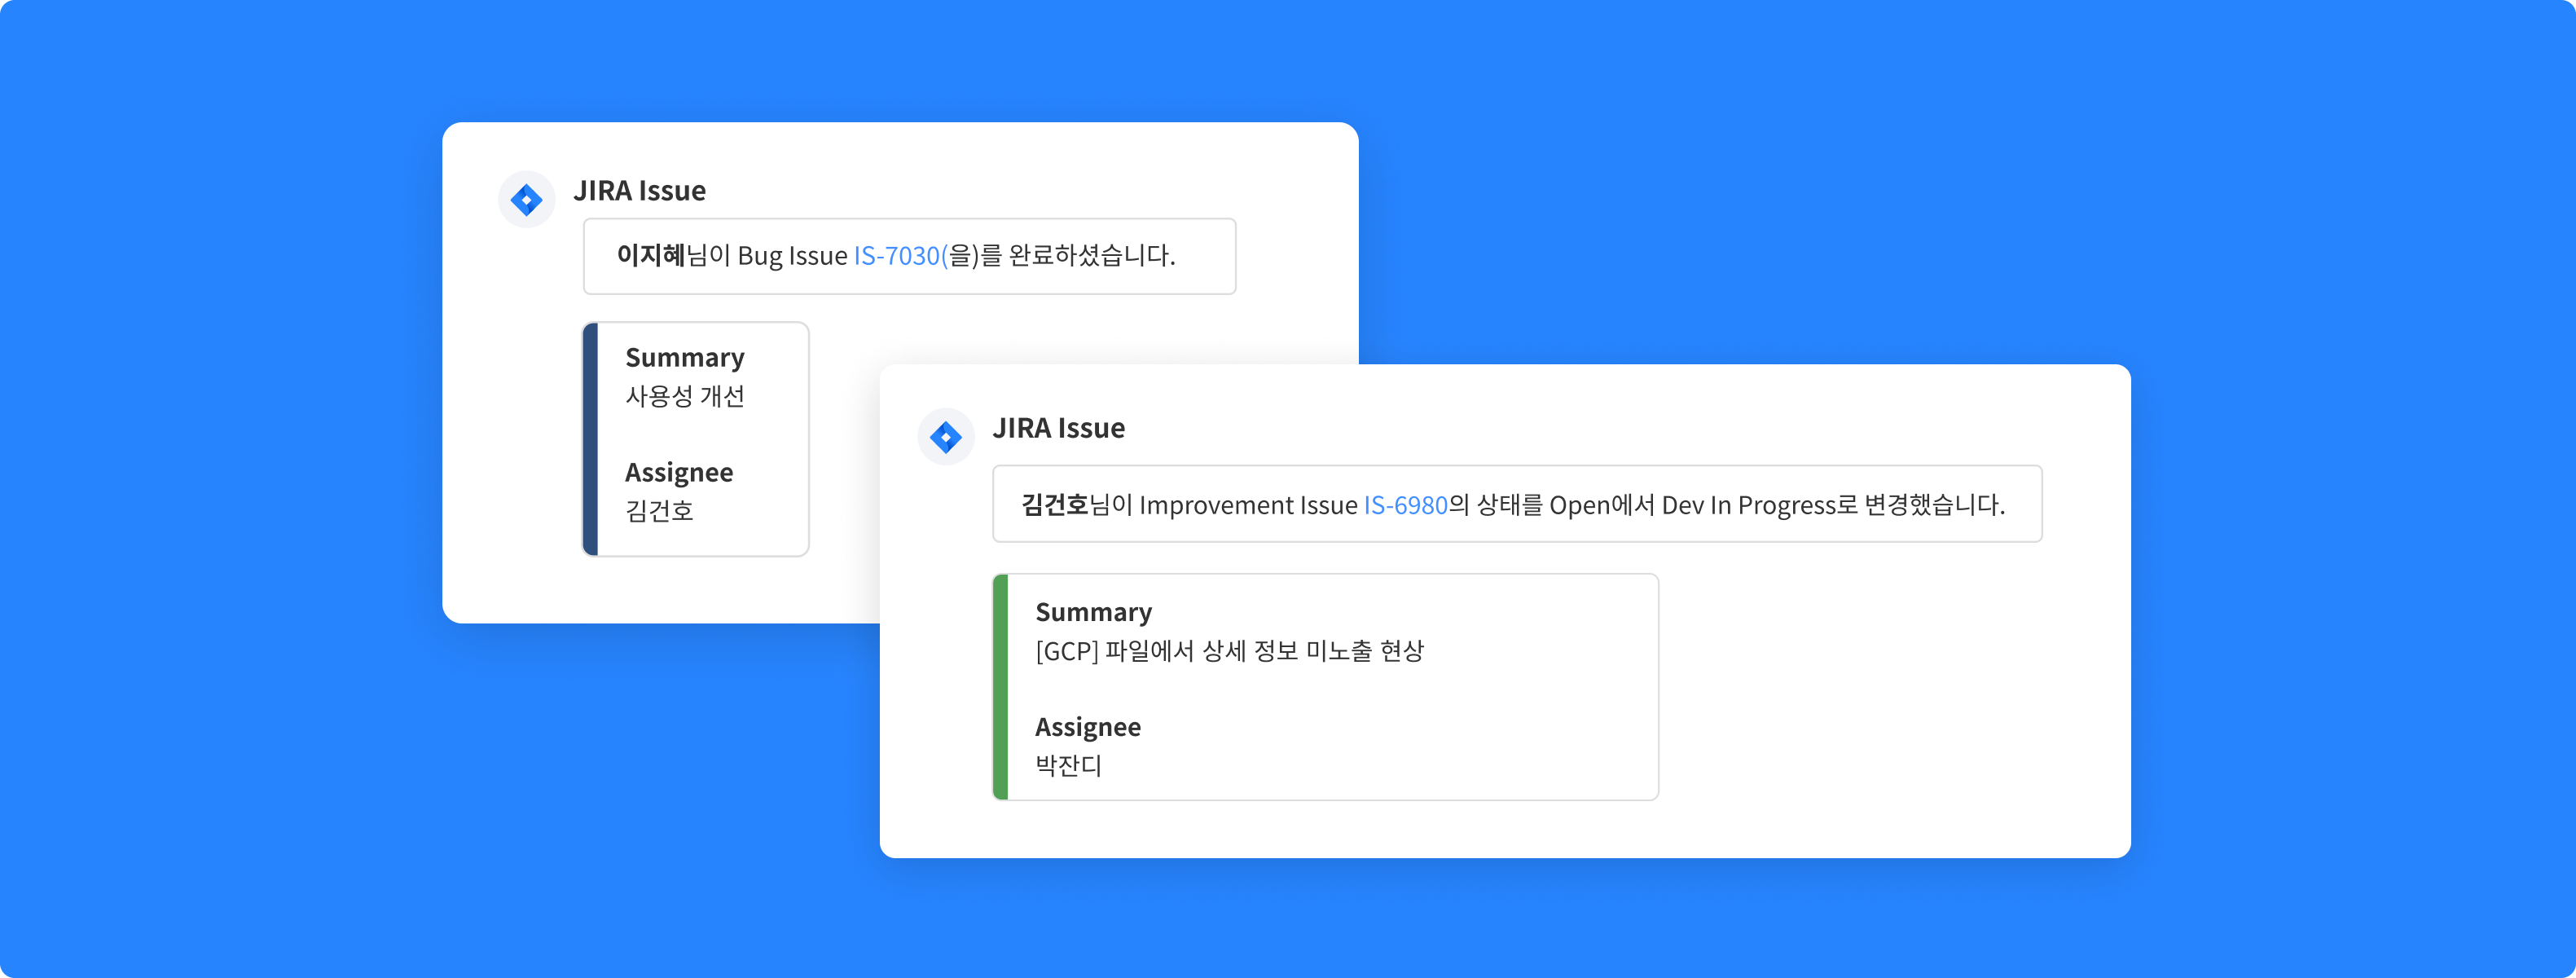 JIRA Issue
이지혜님이 Bug Issue IS-7030(을)를 완료하셨습니다.
Summary
사용성 개선
Assignee
김건호
JIRA Issue
김건호님이 Improvement Issue IS-6980의 상태를 Open에서 Dev In Progress로 변경했습니다.
Summary
[GCP] 파일에서 상세 정보 미노출 현상
Assignee
박잔디